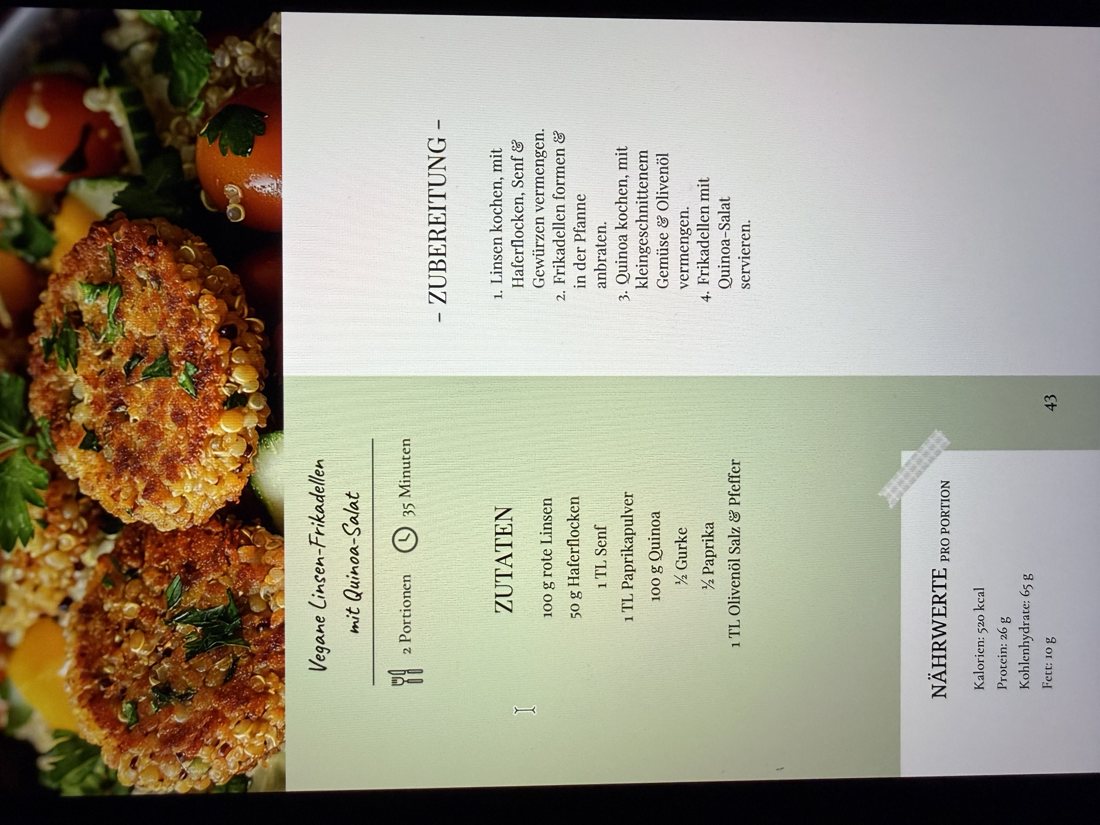 Vegane Linsen-Frikadellen
mit Quinoa-Salat
2 Portionen 35 Minuten
ZUTATEN
100 g rote Linsen
50 g Haferflocken
1 TL Senf
1 TL Paprikapulver
100 g Quinoa
½ Gurke
½ Paprika
1 TL Olivenöl Salz & Pfeffer
- ZUBEREITUNG -
1. Linsen kochen, mit
Haferflocken, Senf &
Gewürzen vermengen.
2. Frikadellen formen &
in der Pfanne
anbraten.
3. Quinoa kochen, mit
kleingeschnittenem
Gemüse & Olivenöl
vermengen.
4. Frikadellen mit
Quinoa-Salat
servieren.
NÄHRWERTE PRO PORTION
Kalorien: 520 kcal
Protein: 26 g
Kohlenhydrate: 65 g
Fett: 10 g
43